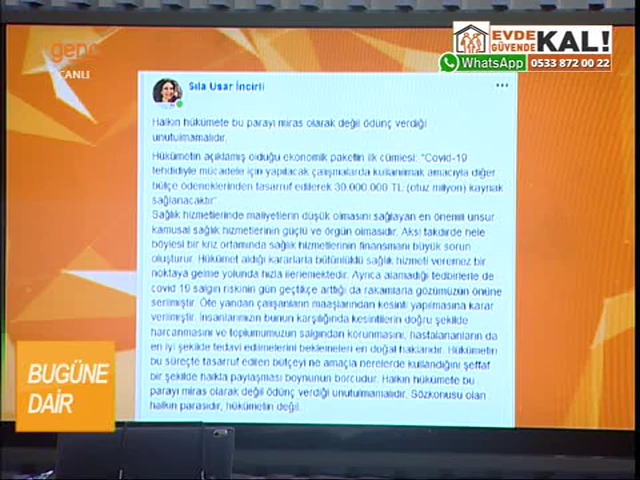 genç
CANLI
EVDE KAL!
GÜVENDE
WhatsApp 0533 872 00 22
Sıla Usar İncirli
Halkın hükümete bu parayı miras olarak değil ödünç verdiği
unutulmamalıdır.
Hükümetin açıklamış olduğu ekonomik paketin ilk cümlesi: "Covid-19
tehdidiyle mücadele için yapılacak çalışmalarda kullanılmak amacıyla diğer
bütçe ödeneklerinden tasarruf edilerek 30.000.000 TL (otuz milyon) kaynak
sağlanacaktır"
Sağlık hizmetlerinde maliyetlerin düşük olmasını sağlayan en önemli unsur
kamusal sağlık hizmetlerinin güçlü ve örgün olmasıdır. Aksi takdirde hele
böylesi bir kriz ortamında sağlık hizmetlerinin finansmanı büyük sorun
oluşturur. Hükümet aldığı kararlarla bütünlüklü sağlık hizmeti veremez bir
noktaya gelme yolunda hızla ilerlemektedir. Ayrıca alamadığı tedbirlerle de
covid 19 salgın riskinin gün geçtikçe arttığı da rakamlarla gözümüzün önüne
serilmiştir. Öte yandan çalışanların maaşlarından kesinti yapılmasına karar
verilmiştir. İnsanlarımızın bunun karşılığında kesintilerin doğru şekilde
harcanmasını ve toplumumuzun salgından korunmasını, hastalananların da
en iyi şekilde tedavi edilmelerini beklemeleri en doğal haklarıdır. Hükümetin
bu süreçte tasarruf edilen bütçeyi ne amaçla nerelerde kullandığını şeffaf
bir şekilde halkla paylaşması boynunun borcudur. Halkın hükümete bu
parayı miras olarak değil ödünç verdiği unutulmamalıdır. Sözkonusu olan
halkın parasıdır, hükümetin değil.
BUGÜNE
DAİR